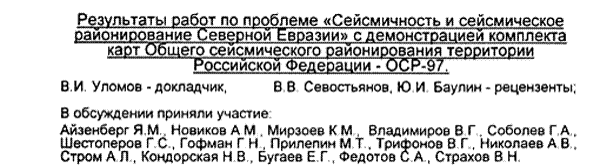 Результаты работ по проблеме «Сейсмичность и сейсмическое
районирование Северной Евразии» с демонстрацией комплекта
карт Общего сейсмического районирования территории
Российской Федерации - ОСР-97.
В.И. Уломов - докладчик, В.В. Севостьянов, Ю.И. Баулин - рецензенты;
В обсуждении приняли участие:
Айзенберг Я.М., Новиков А М , Мирзоев К.М., Владимиров В.Г., Соболев Г.А.,
Шестоперов Г.С., Гофман Г Н., Прилепин М.Т., Трифонов В.Г., Николаев А.В.,
Стром А.Л., Кондорская Н.В., Бугаев Е.Г., Федотов С.А., Страхов В.Н.